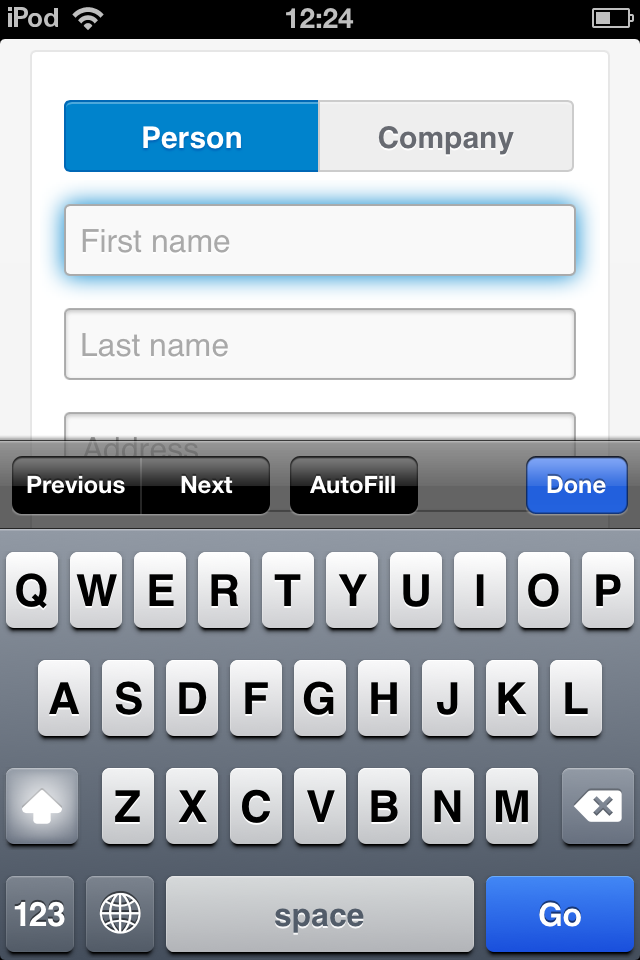 iPod 12:24
Person Company
First name
Last name
Address
Previous Next AutoFill Done
Q W E R T Y U I O P
A S D F G H J K L
Z X C V B N M
123 space Go